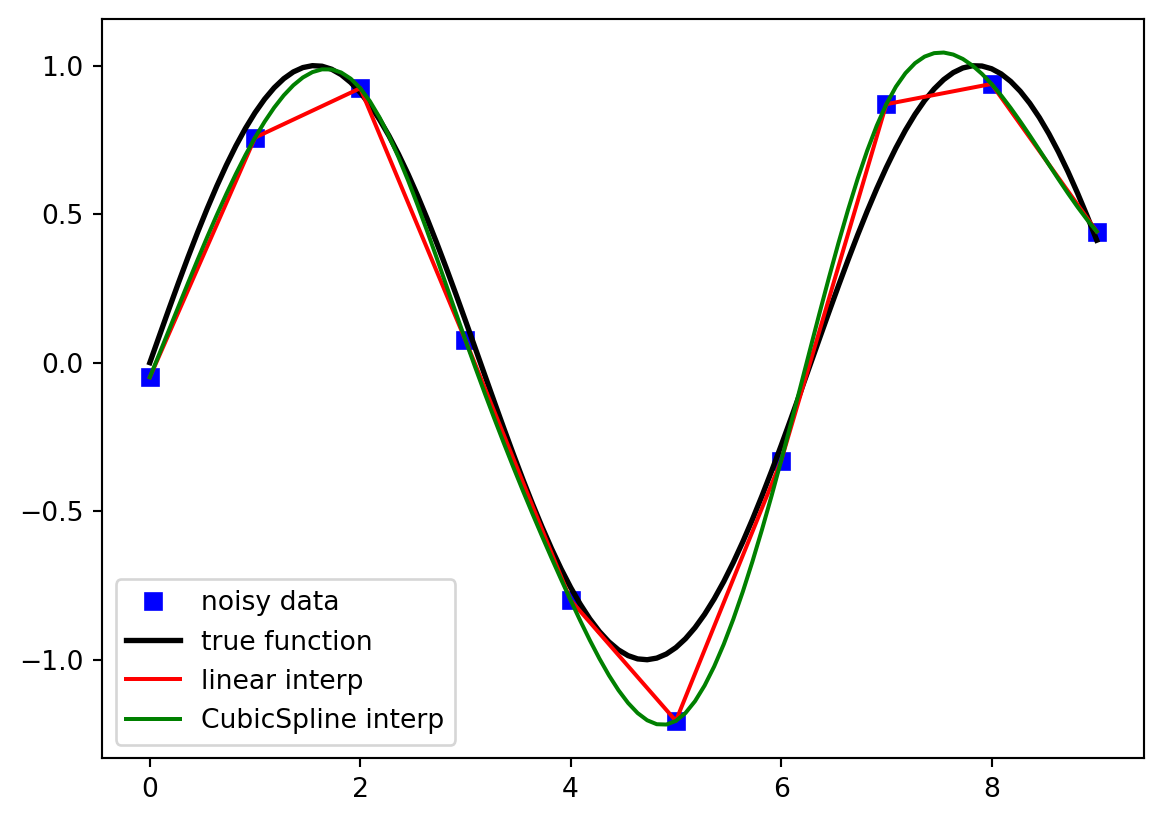 1.0
0.5
0.0
−0.5
−1.0
noisy data
true function
linear interp
CubicSpline interp
0 2 4 6 8